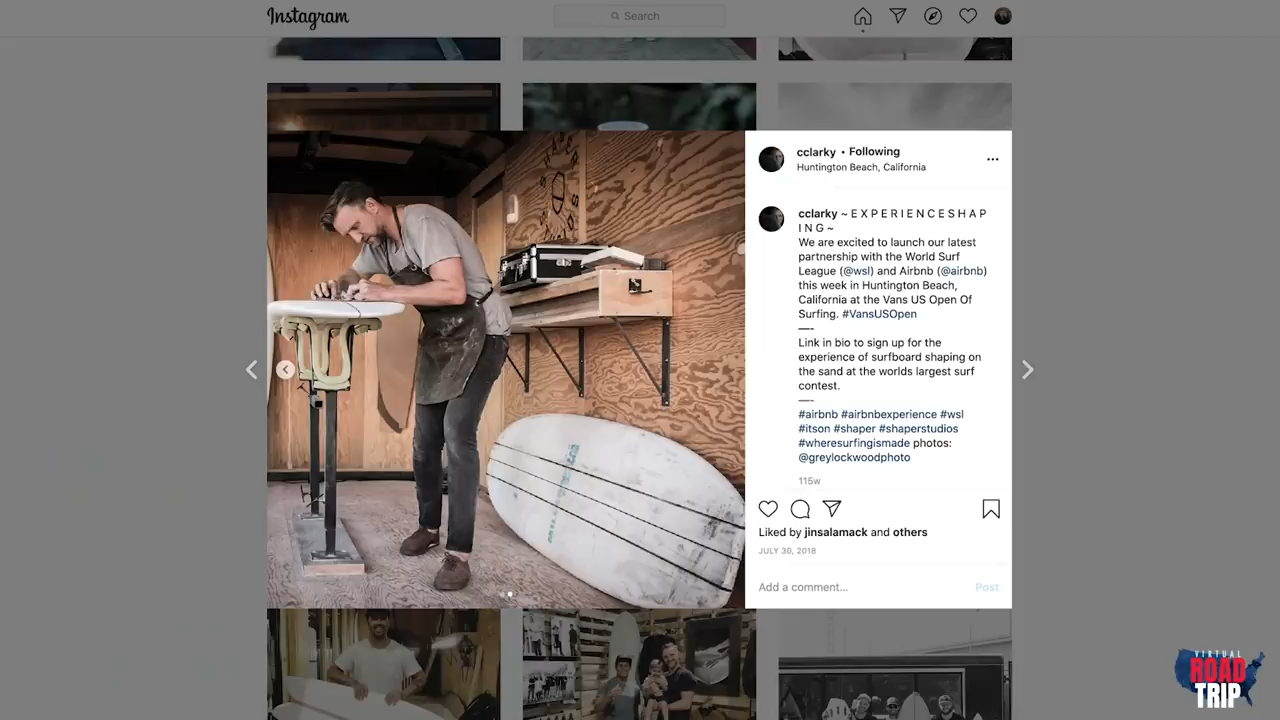 Instagram
Search
cclarky • Following
Huntington Beach, California
cclarky ~ E X P E R I E N C E S H A P
I N G ~
We are excited to launch our latest
partnership with the World Surf
League (@wsl) and Airbnb (@airbnb)
this week in Huntington Beach,
California at the Vans US Open Of
Surfing. #VansUSOpen
—-
Link in bio to sign up for the
experience of surfboard shaping on
the sand at the worlds largest surf
contest.
—-
#airbnb #airbnbexperience #wsl
#itson #shaper #shaperstudios
#wheresurfingismade photos:
@greylockwoodphoto
115w
Liked by jinsalamack and others
JULY 30, 2018
Add a comment...
Post
VIRTUAL
ROAD
TRIP